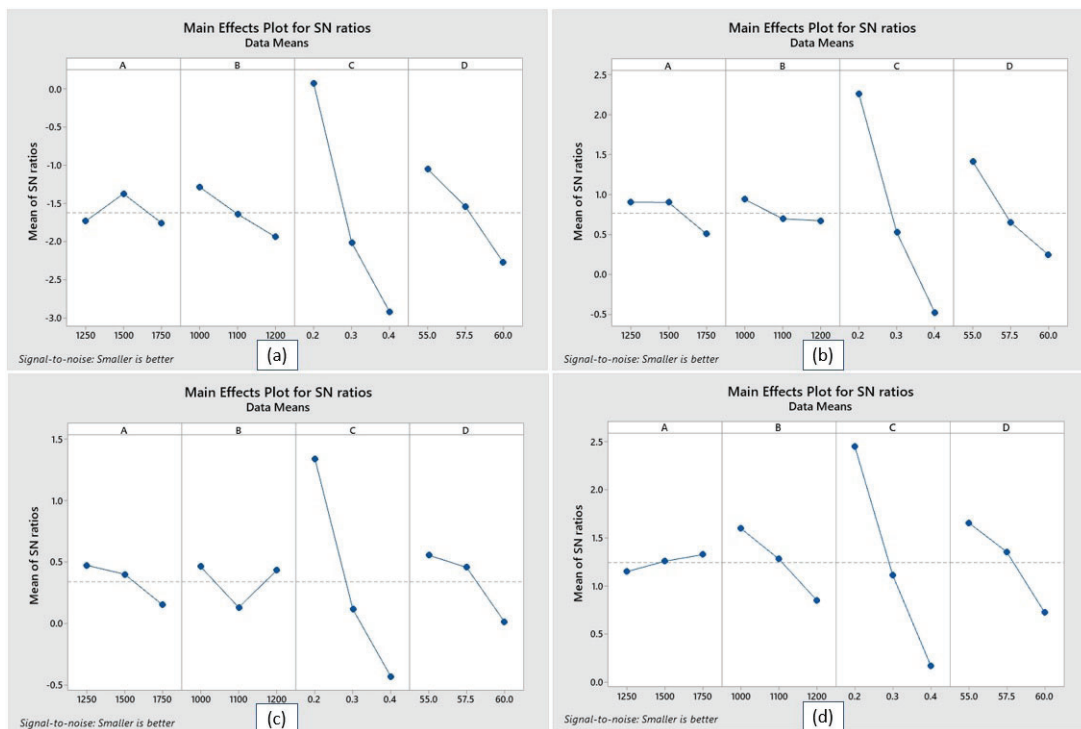 Main Effects Plot for SN ratios
Data Means
A B C D
Mean of SN ratios
0.0
-0.5
-1.0
-1.5
-2.0
-2.5
-3.0
1250 1500 1750 1000 1100 1200 0.2 0.3 0.4 55.0 57.5 60.0
Signal-to-noise: Smaller is better
(a)
Main Effects Plot for SN ratios
Data Means
A B C D
Mean of SN ratios
2.5
2.0
1.5
1.0
0.5
0.0
-0.5
1250 1500 1750 1000 1100 1200 0.2 0.3 0.4 55.0 57.5 60.0
Signal-to-noise: Smaller is better
(b)
Main Effects Plot for SN ratios
Data Means
A B C D
Mean of SN ratios
1.5
1.0
0.5
0.0
-0.5
1250 1500 1750 1000 1100 1200 0.2 0.3 0.4 55.0 57.5 60.0
Signal-to-noise: Smaller is better
(c)
Main Effects Plot for SN ratios
Data Means
A B C D
Mean of SN ratios
2.5
2.0
1.5
1.0
0.5
0.0
1250 1500 1750 1000 1100 1200 0.2 0.3 0.4 55.0 57.5 60.0
Signal-to-noise: Smaller is better
(d)